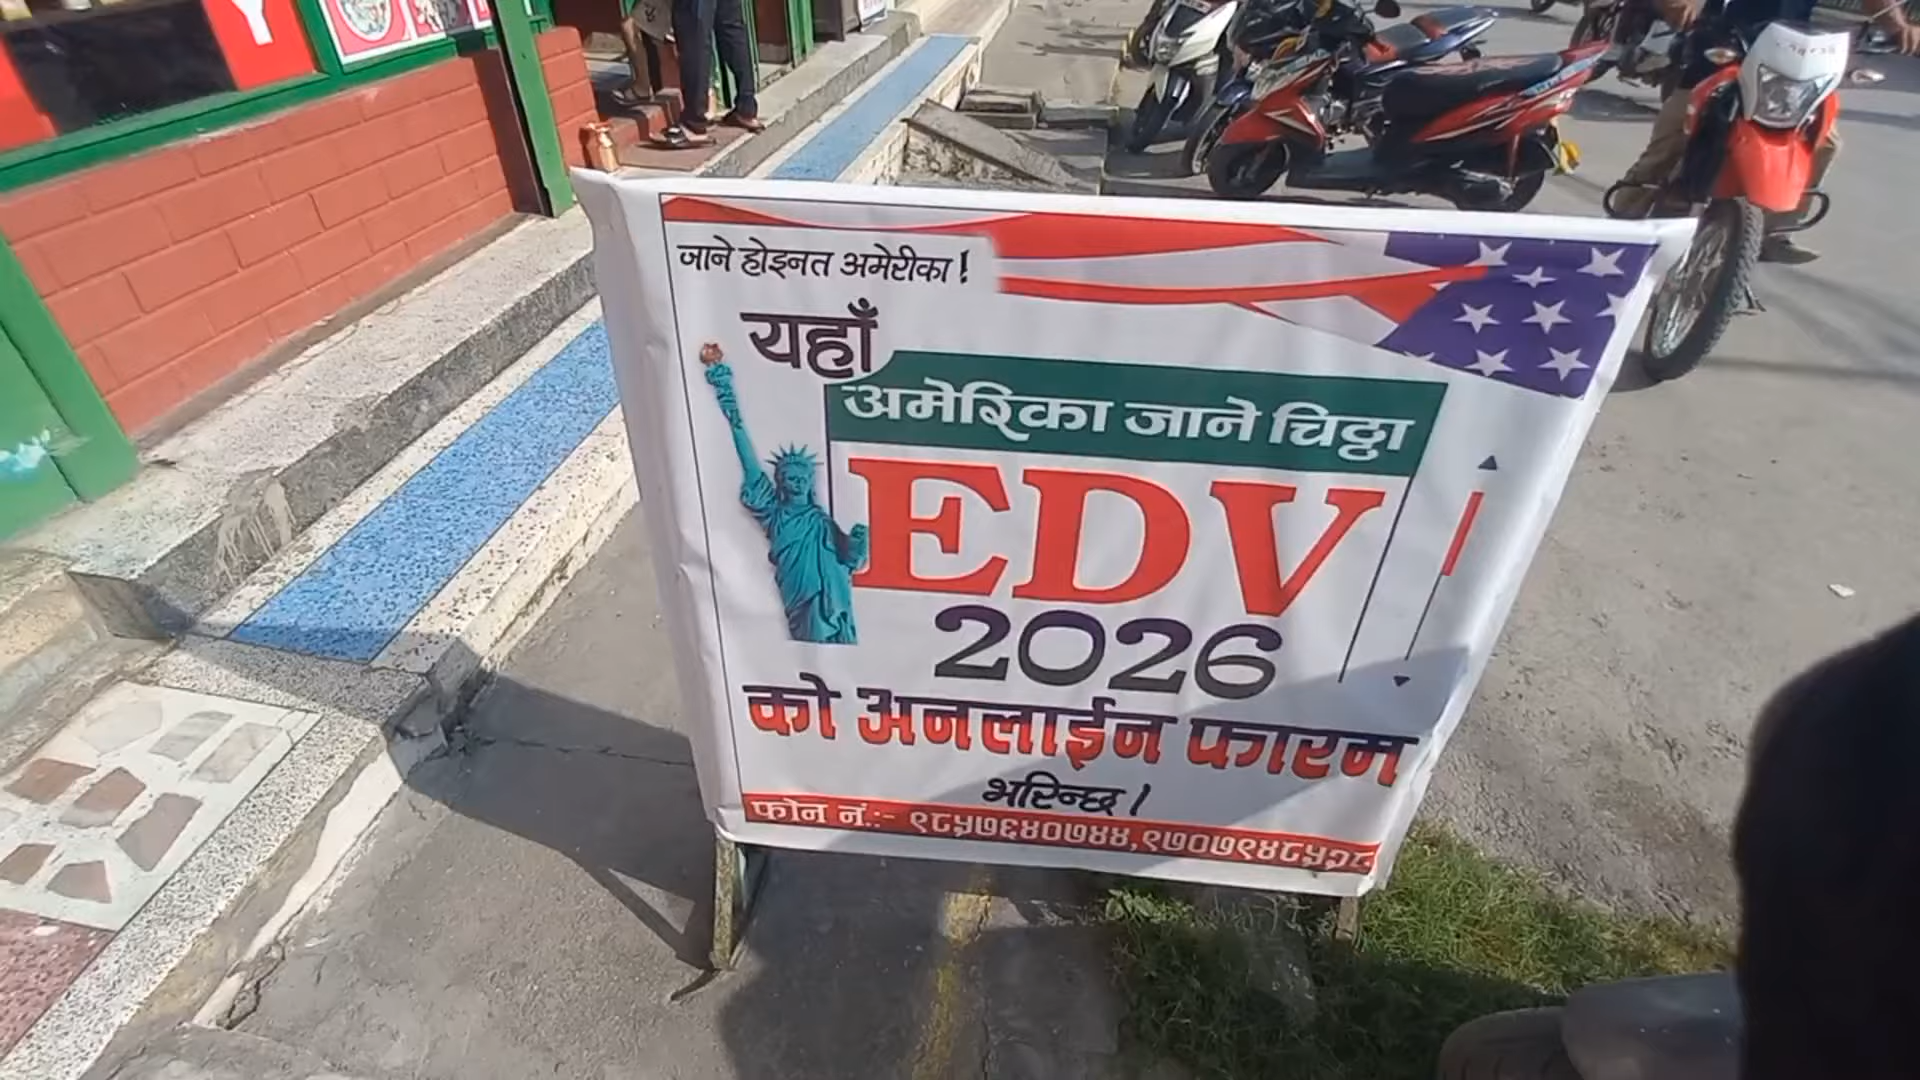 जाने होइनत अमेरीका !
यहाँ
अमेरिका जाने चिठ्ठा
EDV
2026
को अनलाईन फारम
भरिन्छ ।
फोन नं.:- ९८५७६४०७४४, ९७०७९४८५२८
Y